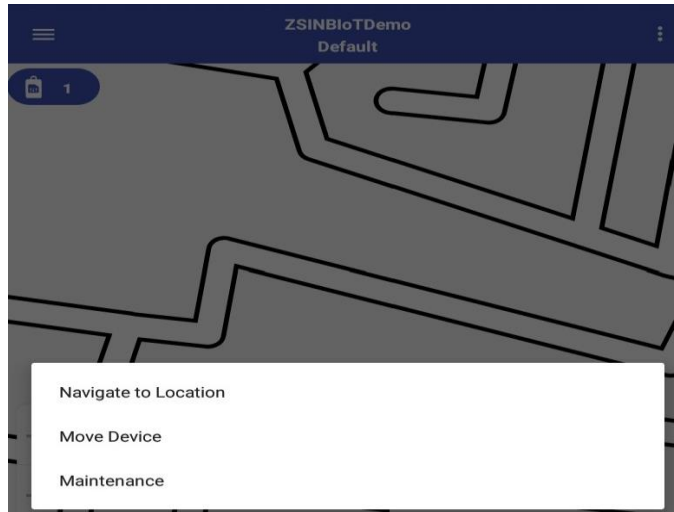 ZSINBIoTDemo
Default
1
Navigate to Location
Move Device
Maintenance